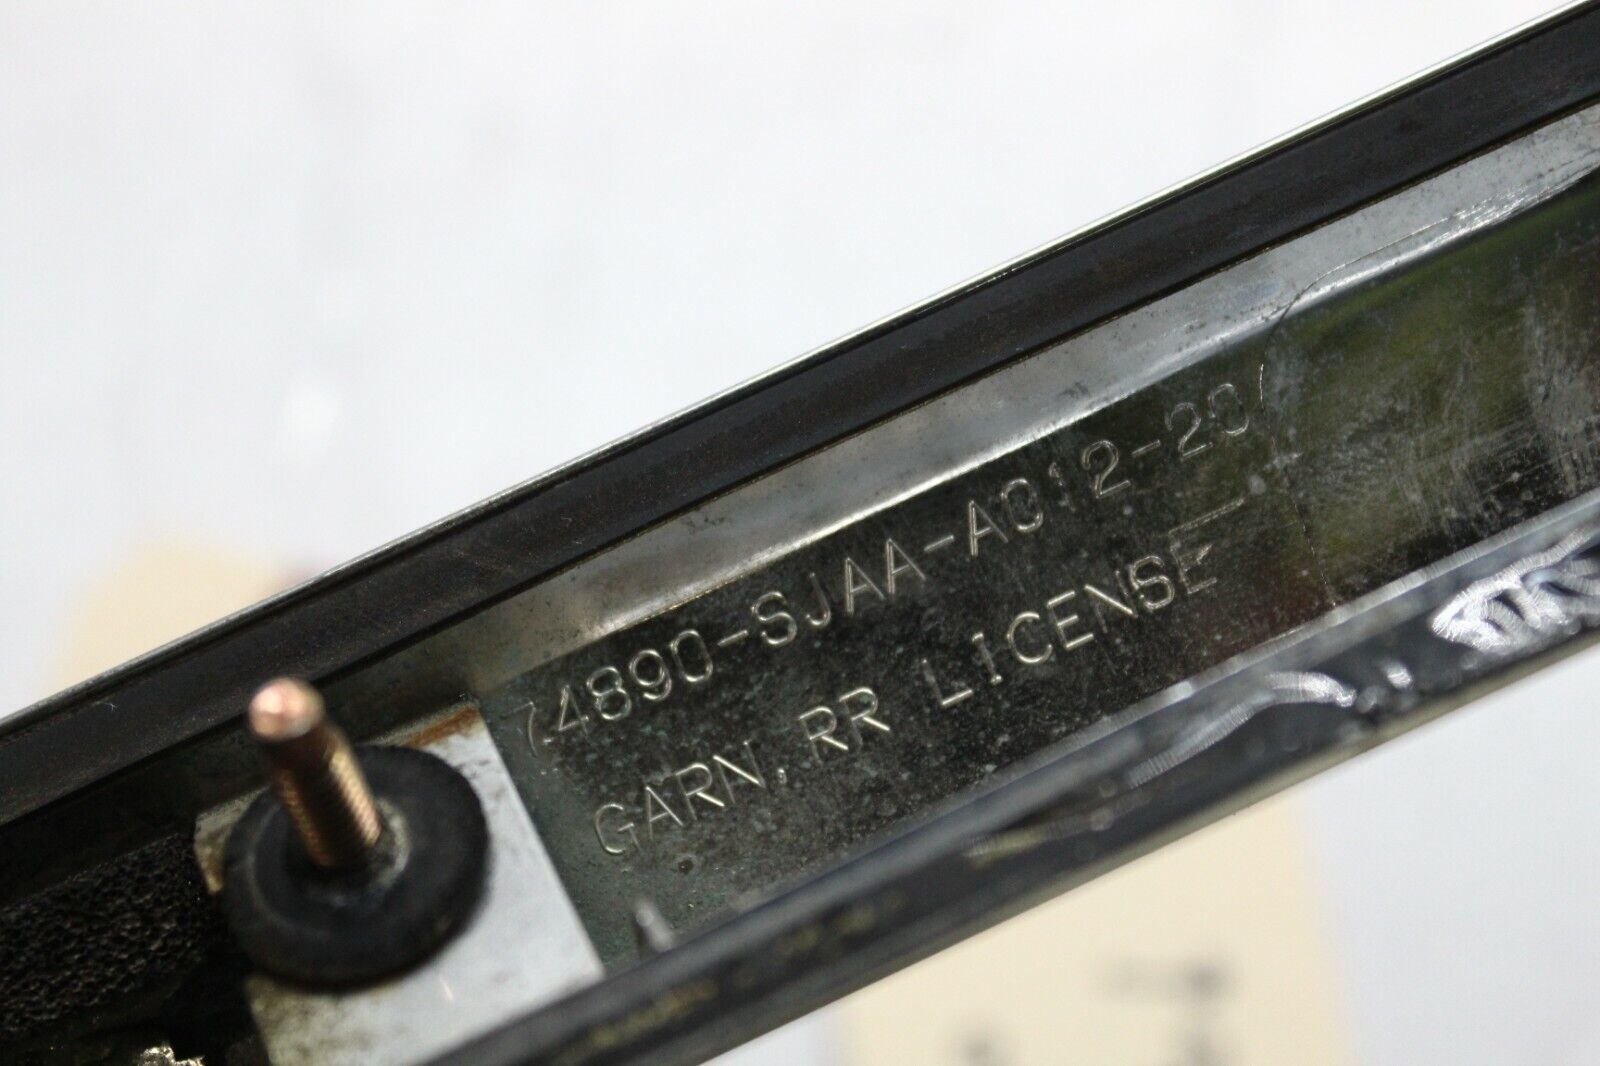 74890-SJAA-A012-20/
GARN, RR LICENSE